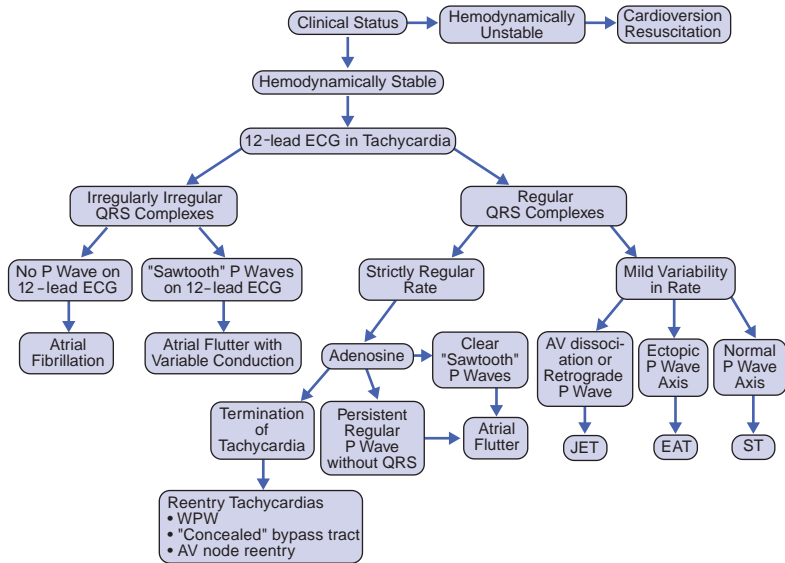 Clinical Status
Hemodynamically
Unstable
Cardioversion
Resuscitation
Hemodynamically Stable
12-lead ECG in Tachycardia
Irregularly Irregular
QRS Complexes
Regular
QRS Complexes
No P Wave on
12-lead ECG
"Sawtooth" P Waves
on 12-lead ECG
Strictly Regular
Rate
Mild Variability
in Rate
Atrial
Fibrillation
Atrial Flutter with
Variable Conduction
Adenosine
Clear
"Sawtooth"
P Waves
AV dissoci-
ation or
Retrograde
P Wave
Ectopic
P Wave
Axis
Normal
P Wave
Axis
Termination
of
Tachycardia
Persistent
Regular
P Wave
without QRS
Atrial
Flutter
JET
EAT
ST
Reentry Tachycardias
• WPW
• "Concealed" bypass tract
• AV node reentry